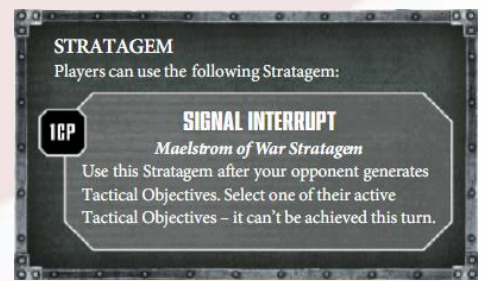 STRATAGEM
Players can use the following Stratagem:
1CP
SIGNAL INTERRUPT
Maelstrom of War Stratagem
Use this Stratagem after your opponent generates
Tactical Objectives. Select one of their active
Tactical Objectives – it can't be achieved this turn.